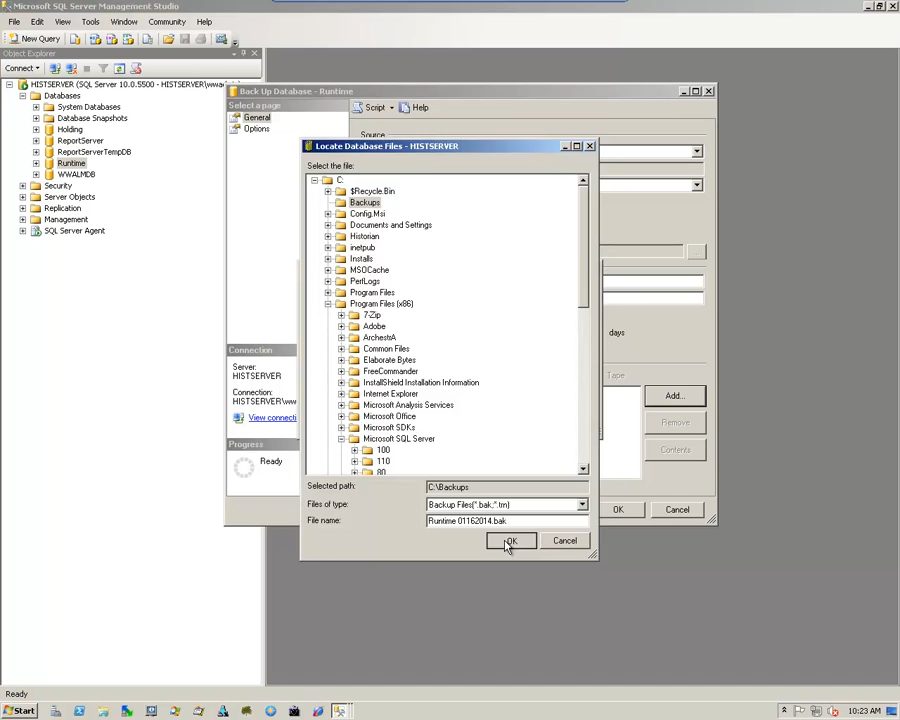 Microsoft SQL Server Management Studio
File Edit View Tools Window Community Help
New Query
Object Explorer
Connect
HISTSERVER (SQL Server 10.0.5500 - HISTSERVER\wwad
Databases
System Databases
Database Snapshots
Holding
ReportServer
ReportServerTempDB
Runtime
WWALMDB
Security
Server Objects
Replication
Management
SQL Server Agent
Back Up Database - Runtime
Select a page
General
Options
Script Help
Source
days
Tape
Add...
Remove
Contents
Connection
Server:
HISTSERVER
Connection:
HISTSERVER\ww
View connecti
Progress
Ready
OK Cancel
Locate Database Files - HISTSERVER
Select the file:
C:
$Recycle.Bin
Backups
Config.Msi
Documents and Settings
Historian
inetpub
Installs
MSOCache
PerfLogs
Program Files
Program Files (x86)
7-Zip
Adobe
ArchestrA
Common Files
Elaborate Bytes
FreeCommander
InstallShield Installation Information
Internet Explorer
Microsoft Analysis Services
Microsoft Office
Microsoft SDKs
Microsoft SQL Server
100
110
80
Selected path: C:\Backups
Files of type: Backup Files(*.bak;*.trn)
File name: Runtime 01162014.bak
OK Cancel
Ready
Start 10:23 AM